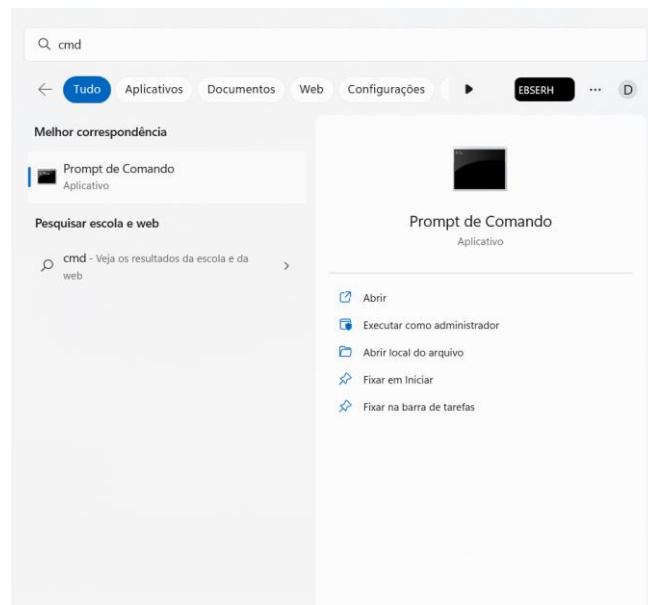 cmd
Tudo Aplicativos Documentos Web Configurações EBSERH ... D
Melhor correspondência
Prompt de Comando
Aplicativo
Pesquisar escola e web
cmd - Veja os resultados da escola e da
web
Prompt de Comando
Aplicativo
Abrir
Executar como administrador
Abrir local do arquivo
Fixar em Iniciar
Fixar na barra de tarefas